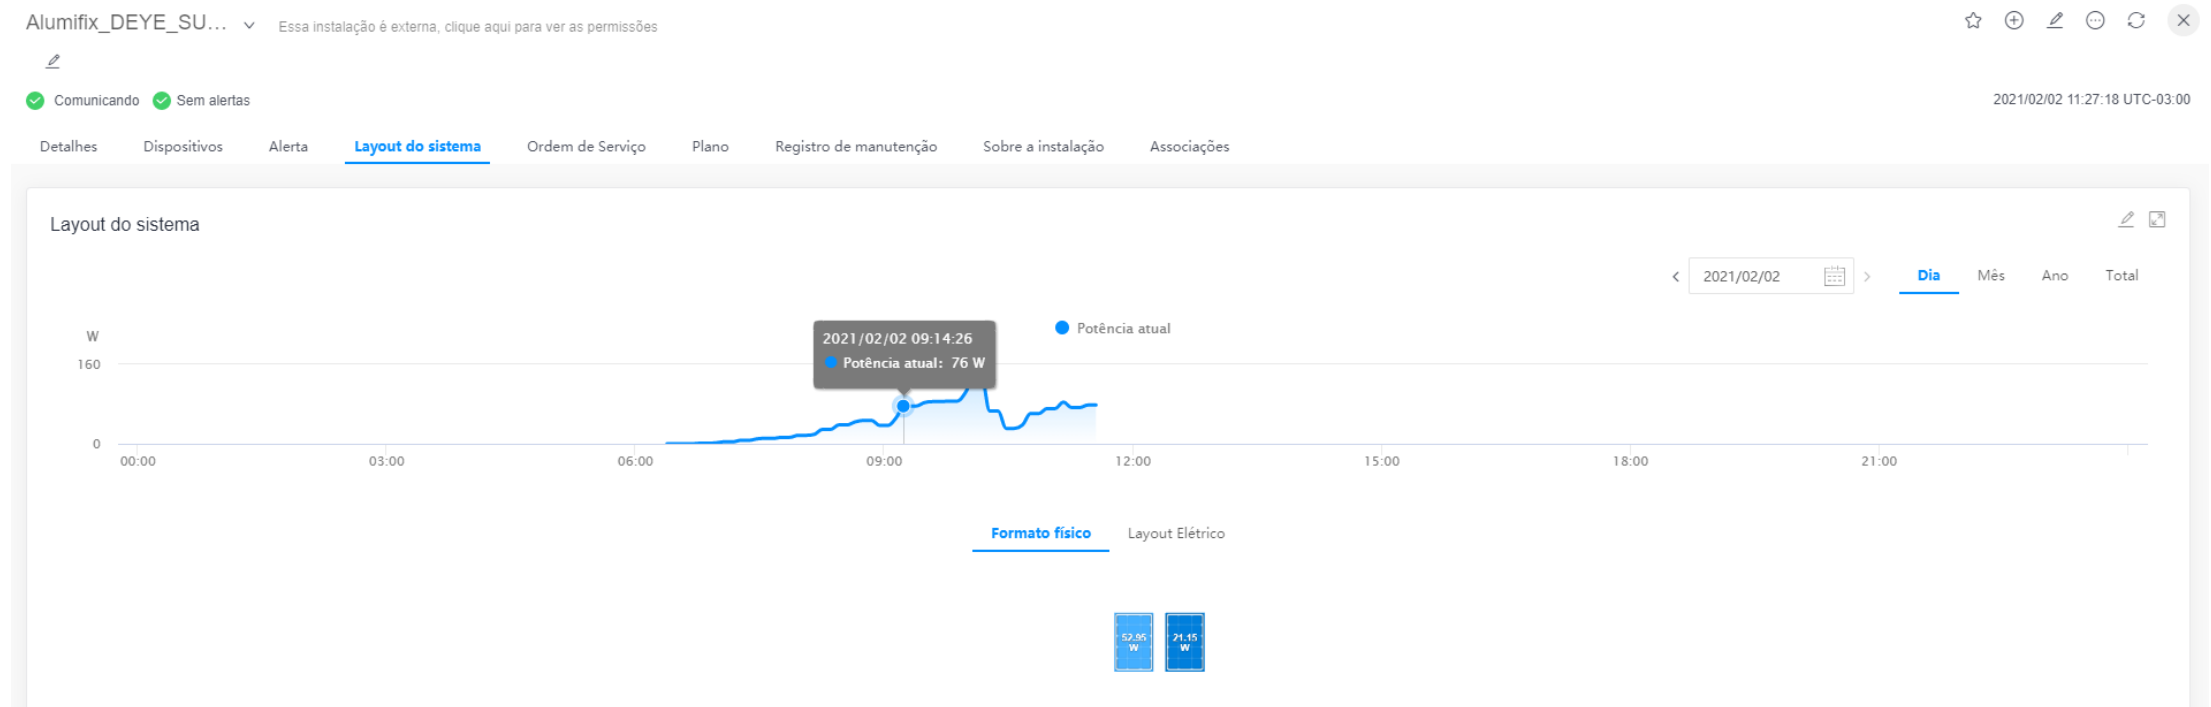 Alumifix_DEYE_SU...
Essa instalação é externa, clique aqui para ver as permissões
Comunicando
Sem alertas
2021/02/02 11:27:18 UTC-03:00
Detalhes
Dispositivos
Alerta
Layout do sistema
Ordem de Serviço
Plano
Registro de manutenção
Sobre a instalação
Associações
Layout do sistema
2021/02/02
Dia
Mês
Ano
Total
Potência atual
W
2021/02/02 09:14:26
Potência atual: 76 W
160
0
00:00
03:00
06:00
09:00
12:00
15:00
18:00
21:00
Formato físico
Layout Elétrico
52.95
W
21.15
W